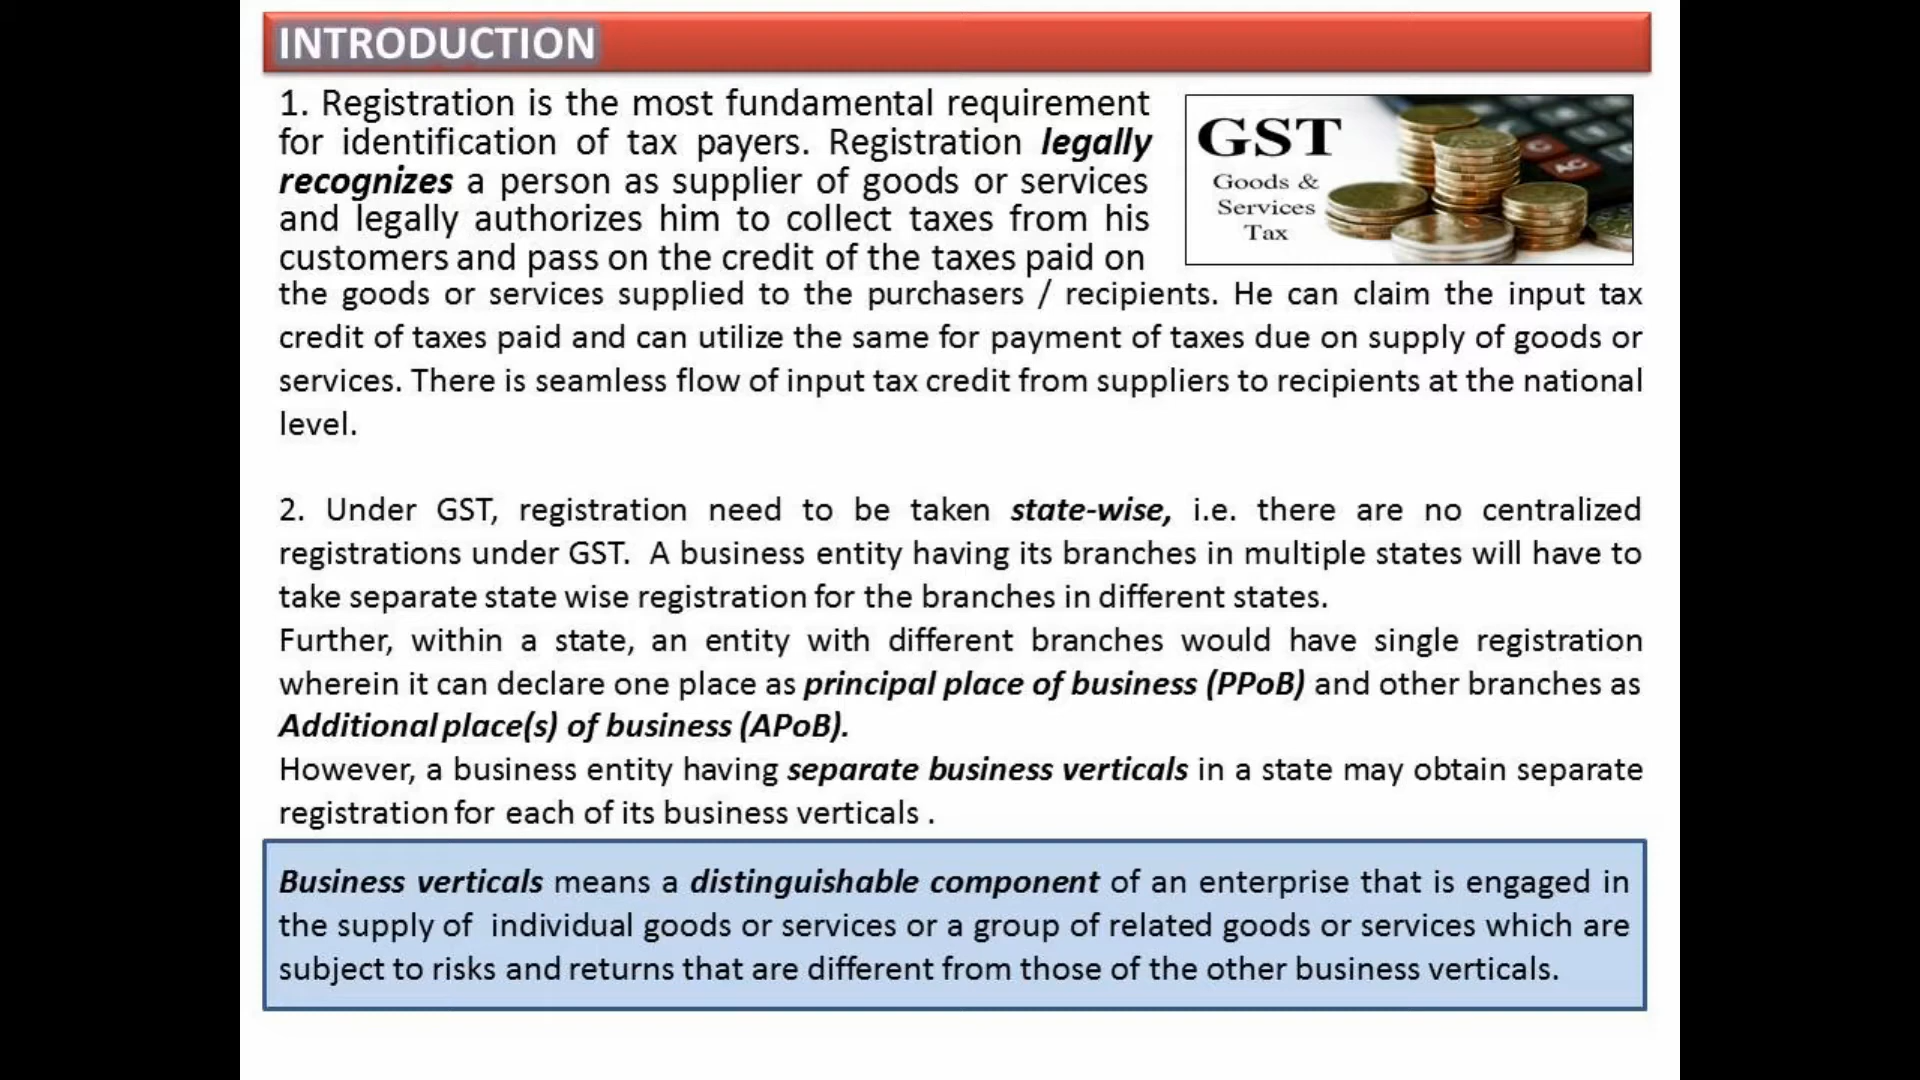 INTRODUCTION
1. Registration is the most fundamental requirement
for identification of tax payers. Registration legally
recognizes a person as supplier of goods or services
and legally authorizes him to collect taxes from his
customers and pass on the credit of the taxes paid on
GST
Goods &
Services
Tax
the goods or services supplied to the purchasers / recipients. He can claim the input tax
credit of taxes paid and can utilize the same for payment of taxes due on supply of goods or
services. There is seamless flow of input tax credit from suppliers to recipients at the national
level.
2. Under GST, registration need to be taken state-wise, i.e. there are no centralized
registrations under GST. A business entity having its branches in multiple states will have to
take separate state wise registration for the branches in different states.
Further, within a state, an entity with different branches would have single registration
wherein it can declare one place as principal place of business (PPoB) and other branches as
Additional place(s) of business (APoB).
However, a business entity having separate business verticals in a state may obtain separate
registration for each of its business verticals .
Business verticals means a distinguishable component of an enterprise that is engaged in
the supply of individual goods or services or a group of related goods or services which are
subject to risks and returns that are different from those of the other business verticals.